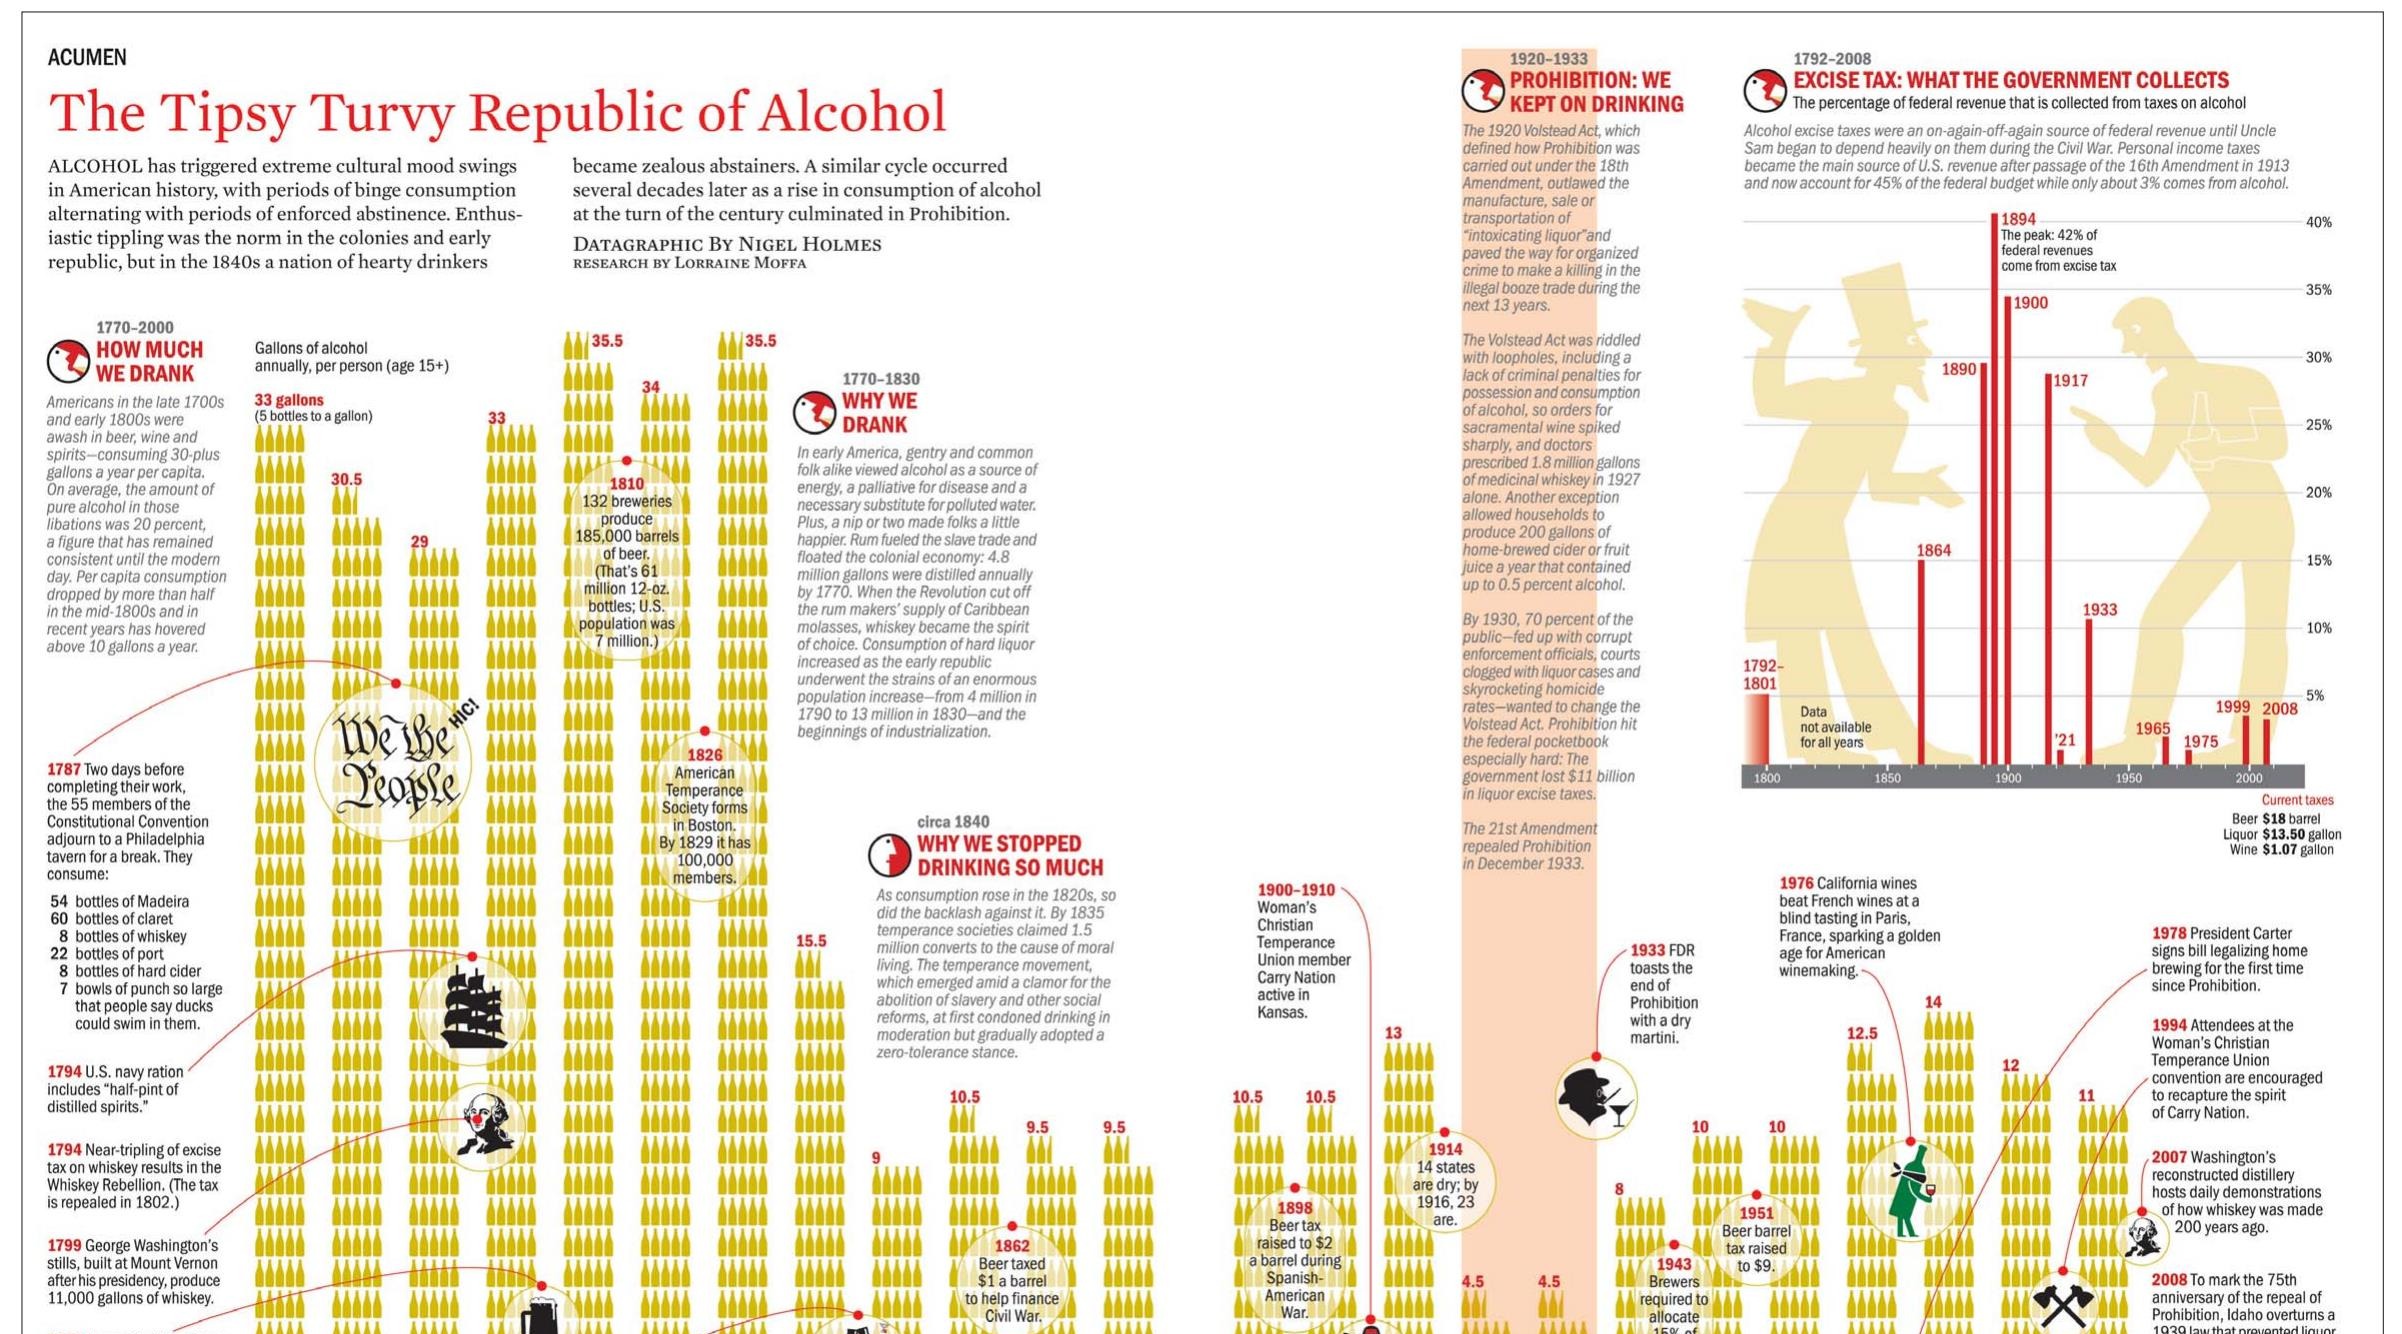 ACUMEN
The Tipsy Turvy Republic of Alcohol
ALCOHOL has triggered extreme cultural mood swings
in American history, with periods of binge consumption
alternating with periods of enforced abstinence. Enthus-
iastic tippling was the norm in the colonies and early
republic, but in the 1840s a nation of hearty drinkers
became zealous abstainers. A similar cycle occurred
several decades later as a rise in consumption of alcohol
at the turn of the century culminated in Prohibition.
DATAGRAPHIC BY NIGEL HOLMES
RESEARCH BY LORRAINE MOFFA
1770–2000
HOW MUCH
WE DRANK
Americans in the late 1700s
and early 1800s were
awash in beer, wine and
spirits—consuming 30-plus
gallons a year per capita.
On average, the amount of
pure alcohol in those
libations was 20 percent,
a figure that has remained
consistent until the modern
day. Per capita consumption
dropped by more than half
in the mid-1800s and in
recent years has hovered
above 10 gallons a year.
Gallons of alcohol
annually, per person (age 15+)
33 gallons
(5 bottles to a gallon)
30.5
29
33
35.5
34
35.5
15.5
9
10.5
9.5
9.5
10.5
10.5
13
4.5
4.5
8
10
10
12.5
14
12
11
1787 Two days before
completing their work,
the 55 members of the
Constitutional Convention
adjourn to a Philadelphia
tavern for a break. They
consume:
54 bottles of Madeira
60 bottles of claret
8 bottles of whiskey
22 bottles of port
8 bottles of hard cider
7 bowls of punch so large
that people say ducks
could swim in them.
We the
People
HIC!
1794 U.S. navy ration
includes "half-pint of
distilled spirits."
1794 Near-tripling of excise
tax on whiskey results in the
Whiskey Rebellion. (The tax
is repealed in 1802.)
1799 George Washington's
stills, built at Mount Vernon
after his presidency, produce
11,000 gallons of whiskey.
1810
132 breweries
produce
185,000 barrels
of beer.
(That's 61
million 12-oz.
bottles; U.S.
population was
7 million.)
1826
American
Temperance
Society forms
in Boston.
By 1829 it has
100,000
members.
1770–1830
WHY WE
DRANK
In early America, gentry and common
folk alike viewed alcohol as a source of
energy, a palliative for disease and a
necessary substitute for polluted water.
Plus, a nip or two made folks a little
happier. Rum fueled the slave trade and
floated the colonial economy: 4.8
million gallons were distilled annually
by 1770. When the Revolution cut off
the rum makers' supply of Caribbean
molasses, whiskey became the spirit
of choice. Consumption of hard liquor
increased as the early republic
underwent the strains of an enormous
population increase—from 4 million in
1790 to 13 million in 1830—and the
beginnings of industrialization.
circa 1840
WHY WE STOPPED
DRINKING SO MUCH
As consumption rose in the 1820s, so
did the backlash against it. By 1835
temperance societies claimed 1.5
million converts to the cause of moral
living. The temperance movement,
which emerged amid a clamor for the
abolition of slavery and other social
reforms, at first condoned drinking in
moderation but gradually adopted a
zero-tolerance stance.
1862
Beer taxed
$1 a barrel
to help finance
Civil War.
1898
Beer tax
raised to $2
a barrel during
Spanish-
American
War.
1900–1910
Woman's
Christian
Temperance
Union member
Carry Nation
active in
Kansas.
1914
14 states
are dry; by
1916, 23
are.
1920–1933
PROHIBITION: WE
KEPT ON DRINKING
The 1920 Volstead Act, which
defined how Prohibition was
carried out under the 18th
Amendment, outlawed the
manufacture, sale or
transportation of
"intoxicating liquor"and
paved the way for organized
crime to make a killing in the
illegal booze trade during the
next 13 years.
The Volstead Act was riddled
with loopholes, including a
lack of criminal penalties for
possession and consumption
of alcohol, so orders for
sacramental wine spiked
sharply, and doctors
prescribed 1.8 million gallons
of medicinal whiskey in 1927
alone. Another exception
allowed households to
produce 200 gallons of
home-brewed cider or fruit
juice a year that contained
up to 0.5 percent alcohol.
By 1930, 70 percent of the
public—fed up with corrupt
enforcement officials, courts
clogged with liquor cases and
skyrocketing homicide
rates—wanted to change the
Volstead Act. Prohibition hit
the federal pocketbook
especially hard: The
government lost $11 billion
in liquor excise taxes.
The 21st Amendment
repealed Prohibition
in December 1933.
1933 FDR
toasts the
end of
Prohibition
with a dry
martini.
1943
Brewers
required to
allocate
15% of
1951
Beer barrel
tax raised
to $9.
1792–2008
EXCISE TAX: WHAT THE GOVERNMENT COLLECTS
The percentage of federal revenue that is collected from taxes on alcohol
Alcohol excise taxes were an on-again-off-again source of federal revenue until Uncle
Sam began to depend heavily on them during the Civil War. Personal income taxes
became the main source of U.S. revenue after passage of the 16th Amendment in 1913
and now account for 45% of the federal budget while only about 3% comes from alcohol.
1894
The peak: 42% of
federal revenues
come from excise tax
40%
35%
30%
25%
20%
15%
10%
5%
1792–
1801
Data
not available
for all years
1864
1890
1900
1917
'21
1933
1965
1975
1999
2008
1800
1850
1900
1950
2000
Current taxes
Beer $18 barrel
Liquor $13.50 gallon
Wine $1.07 gallon
1976 California wines
beat French wines at a
blind tasting in Paris,
France, sparking a golden
age for American
winemaking.
1978 President Carter
signs bill legalizing home
brewing for the first time
since Prohibition.
1994 Attendees at the
Woman's Christian
Temperance Union
convention are encouraged
to recapture the spirit
of Carry Nation.
2007 Washington's
reconstructed distillery
hosts daily demonstrations
of how whiskey was made
200 years ago.
2008 To mark the 75th
anniversary of the repeal of
Prohibition, Idaho overturns a
1939 law that prevented liquor